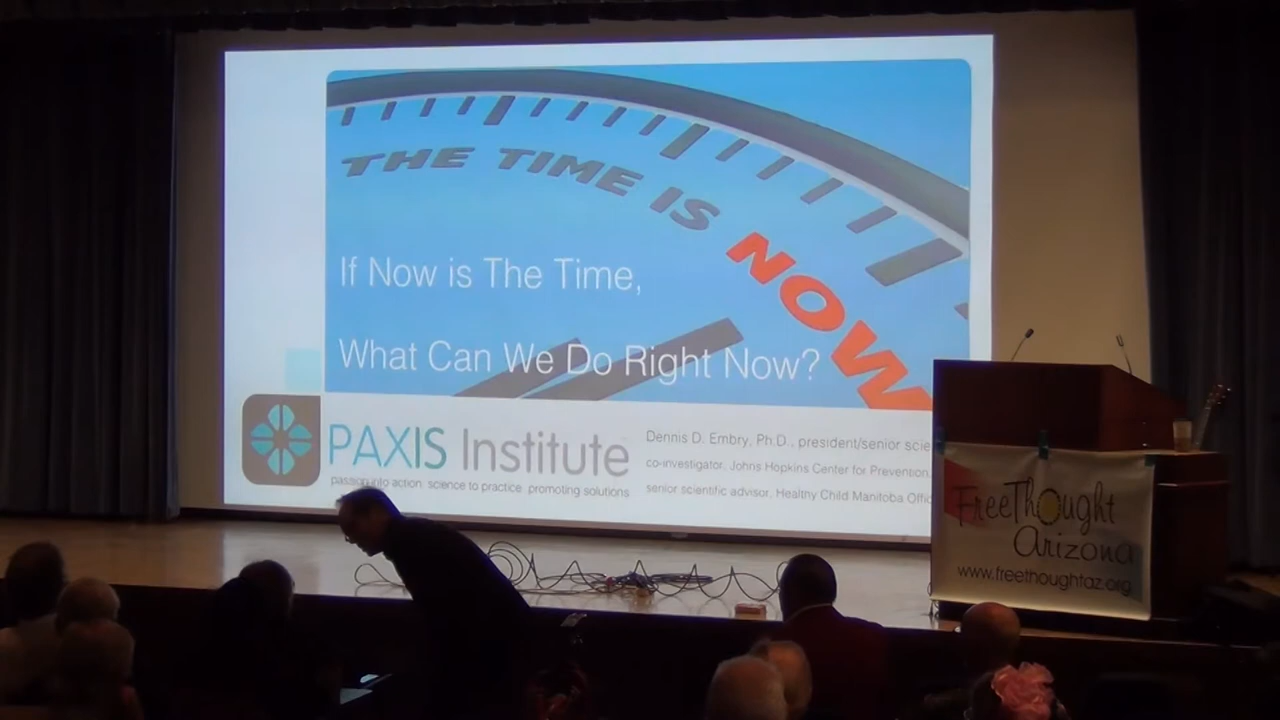 THE TIME IS NOW
If Now is The Time,
What Can We Do Right Now?
PAXIS Institute
passion into action science to practice promoting solutions
Dennis D. Embry, Ph.D., president/senior scie
co-investigator, Johns Hopkins Center for Prevention
senior scientific advisor, Healthy Child Manitoba Offic
FreeThought
Arizona
www.freethoughtaz.org